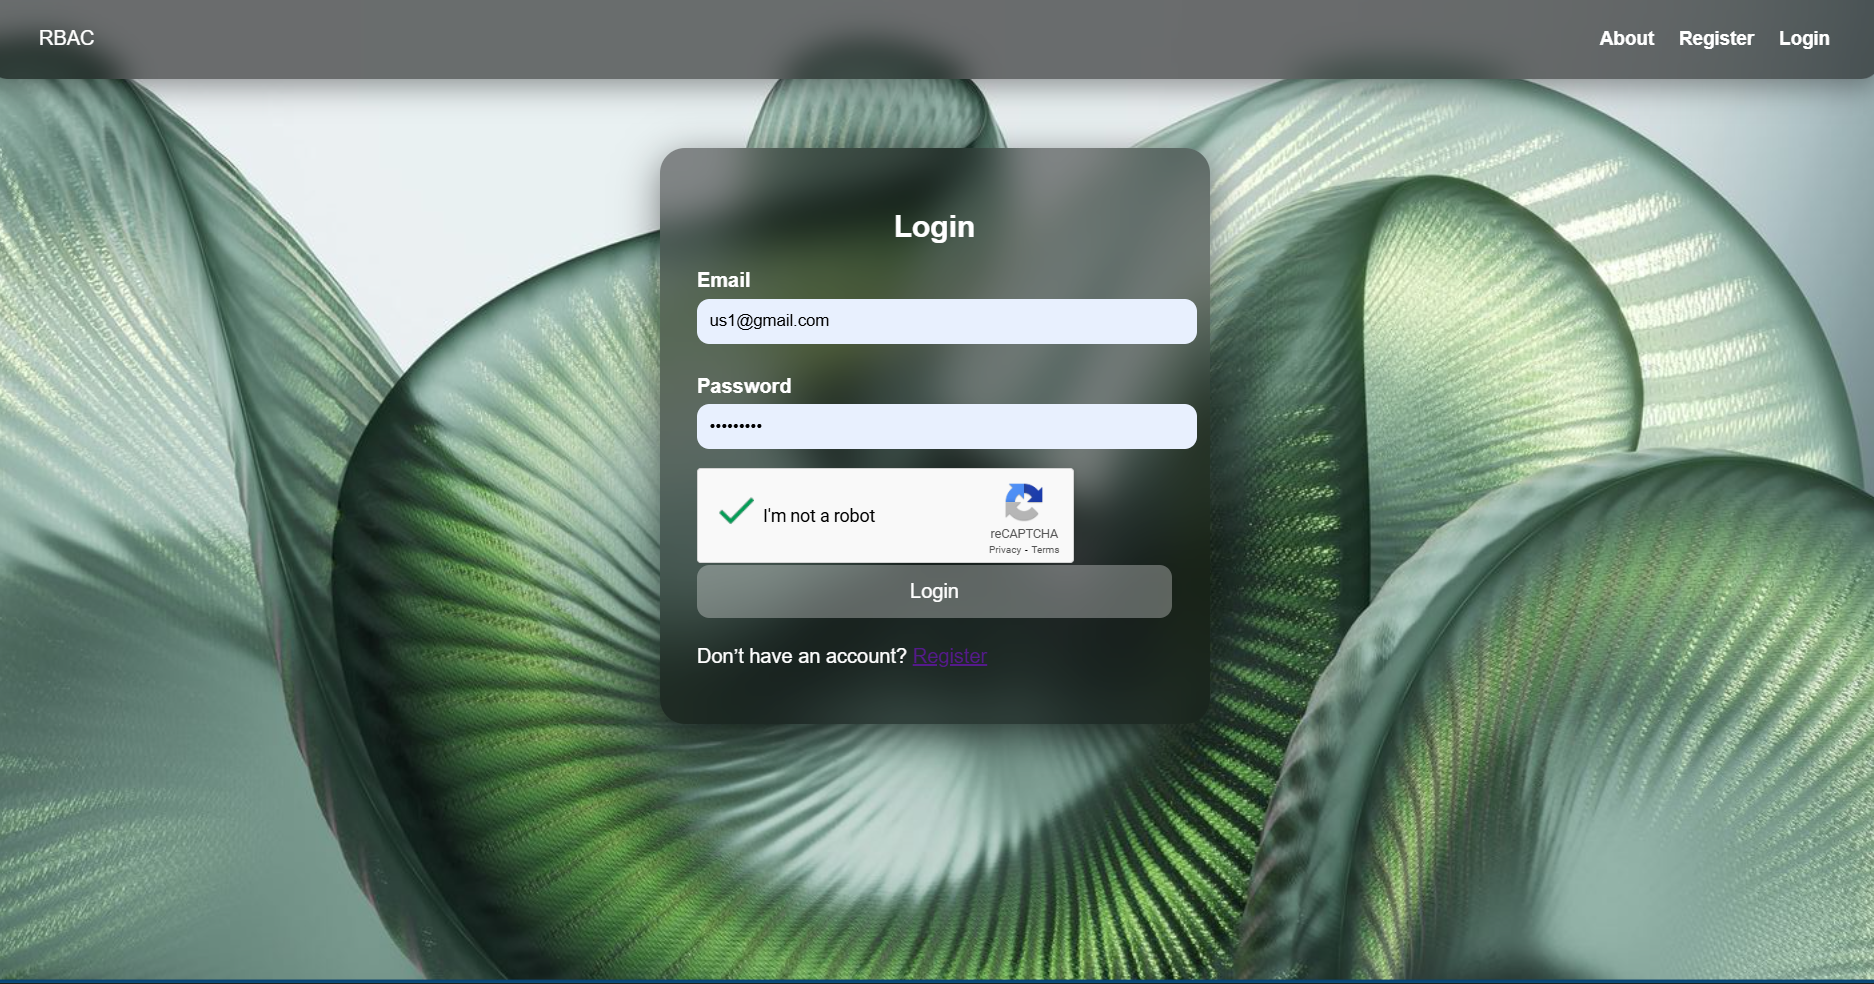 RBAC
About Register Login
Login
Email
us1@gmail.com
Password
•••••••••
I'm not a robot
reCAPTCHA
Privacy - Terms
Login
Don’t have an account? Register